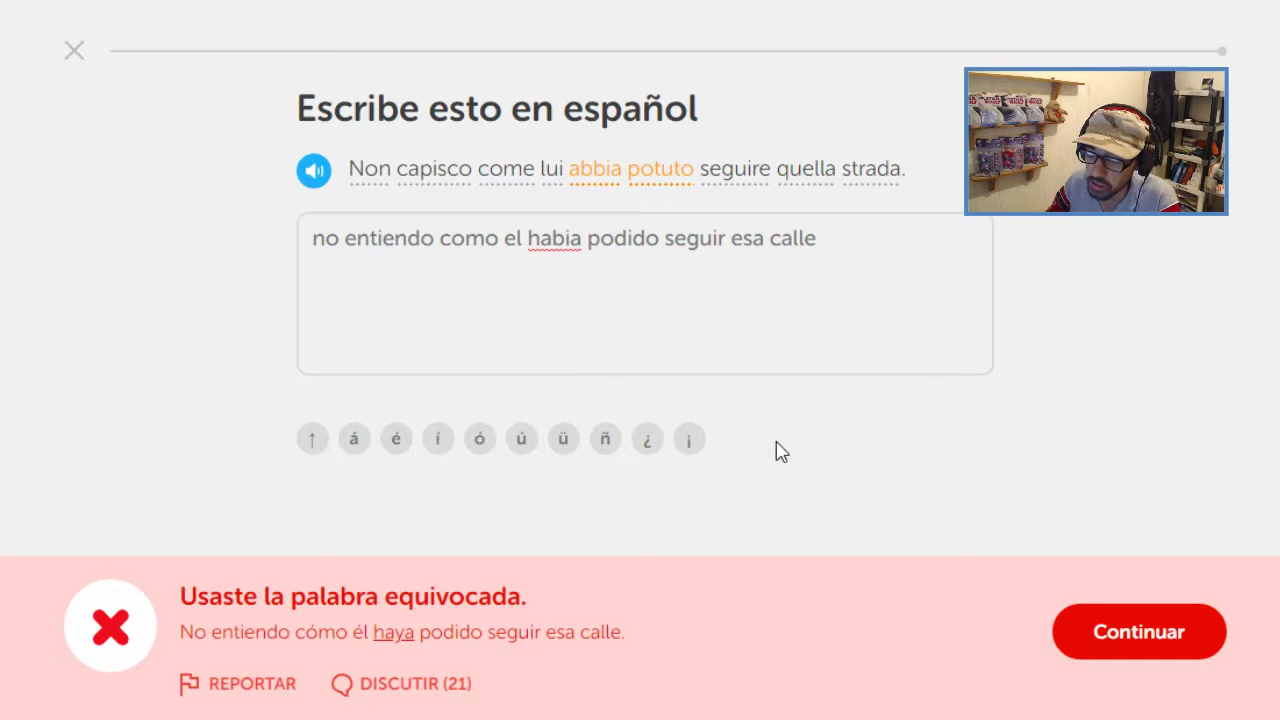 Escribe esto en español
Non capisco come lui abbia potuto seguire quella strada.
no entiendo como el habia podido seguir esa calle
↑ á é í ó ú ü ñ ¿ ¡
Usaste la palabra equivocada.
No entiendo cómo él haya podido seguir esa calle.
REPORTAR DISCUTIR (21)
Continuar